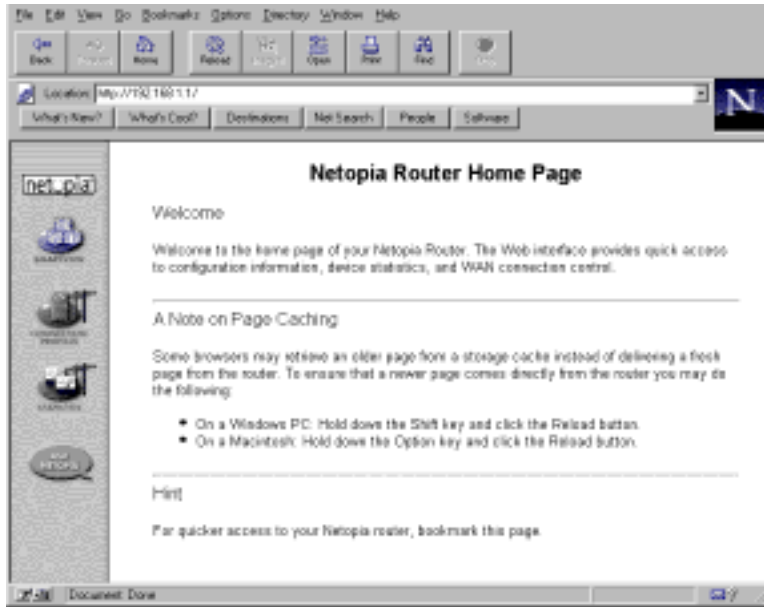 File Edit View Go Bookmarks Options Directory Window Help
Back Home Reload Open Print Find
Location: http://192.168.1.1/
What's New? What's Cool? Destinations Net Search People Software
N
net_pia
Netopia Router Home Page
Welcome
Welcome to the home page of your Netopia Router. The Web interface provides quick access
to configuration information, device statistics, and WAN connection control.
A Note on Page Caching
Some browsers may retrieve an older page from a storage cache instead of delivering a fresh
page from the router. To ensure that a newer page comes directly from the router you may do
the following:
• On a Windows PC: Hold down the Shift key and click the Reload button.
• On a Macintosh: Hold down the Option key and click the Reload button.
Hint
For quicker access to your Netopia router, bookmark this page.
Document: Done